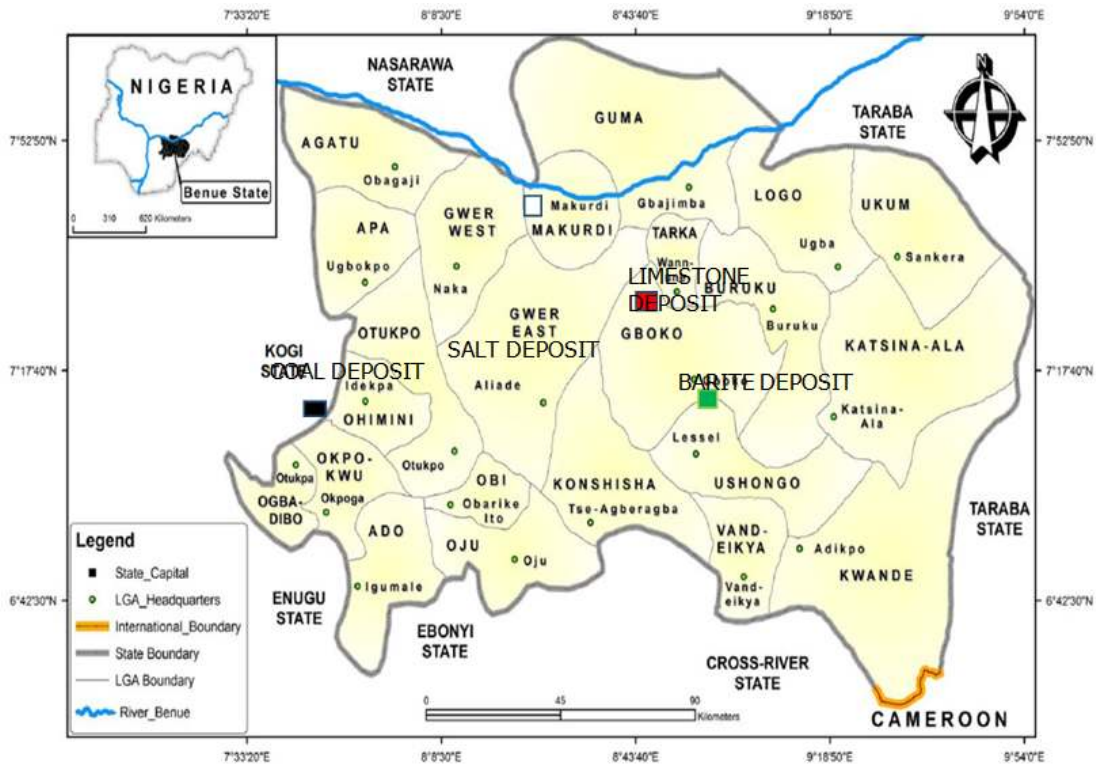 7°33'20"E
8°8'30"E
8°43'40"E
9°18'50"E
9°54'0"E
NIGERIA
Benue State
0 310 620 Kilometers
NASARAWA
STATE
GUMA
TARABA
STATE
N
7°52'50"N
7°52'50"N
AGATU
Obagaji
LOGO
UKUM
Makurdi
MAKURDI
Gbajimba
GWER
WEST
APA
TARKA
Ugba
Sankera
Ugbokpo
Naka
Wann-
LIMESTONE
DEPOSIT
BURUKU
Buruku
GWER
EAST
OTUKPO
GBOKO
KATSINA-ALA
SALT DEPOSIT
KOGI
STATE
COAL DEPOSIT
7°17'40"N
7°17'40"N
Idekpa
Aliade
BARITE DEPOSIT
OHIMINI
Katsina-
Ala
Lessel
OKPO-
KWU
Otukpo
Otukpa
OBI
KONSHISHA
USHONGO
OGBA-
DIBO
Okpoga
Obarike
Ito
Tse-Agberagba
TARABA
STATE
ADO
OJU
Oju
VAND-
EIKYA
Adikpo
KWANDE
Igumale
Vand-
eikya
6°42'30"N
6°42'30"N
ENUGU
STATE
EBONYI
STATE
CROSS-RIVER
STATE
CAMEROON
Legend
State_Capital
LGA_Headquarters
International_Boundary
State Boundary
LGA Boundary
River_Benue
0 45 90
Kilometers
7°33'20"E
8°8'30"E
8°43'40"E
9°18'50"E
9°54'0"E